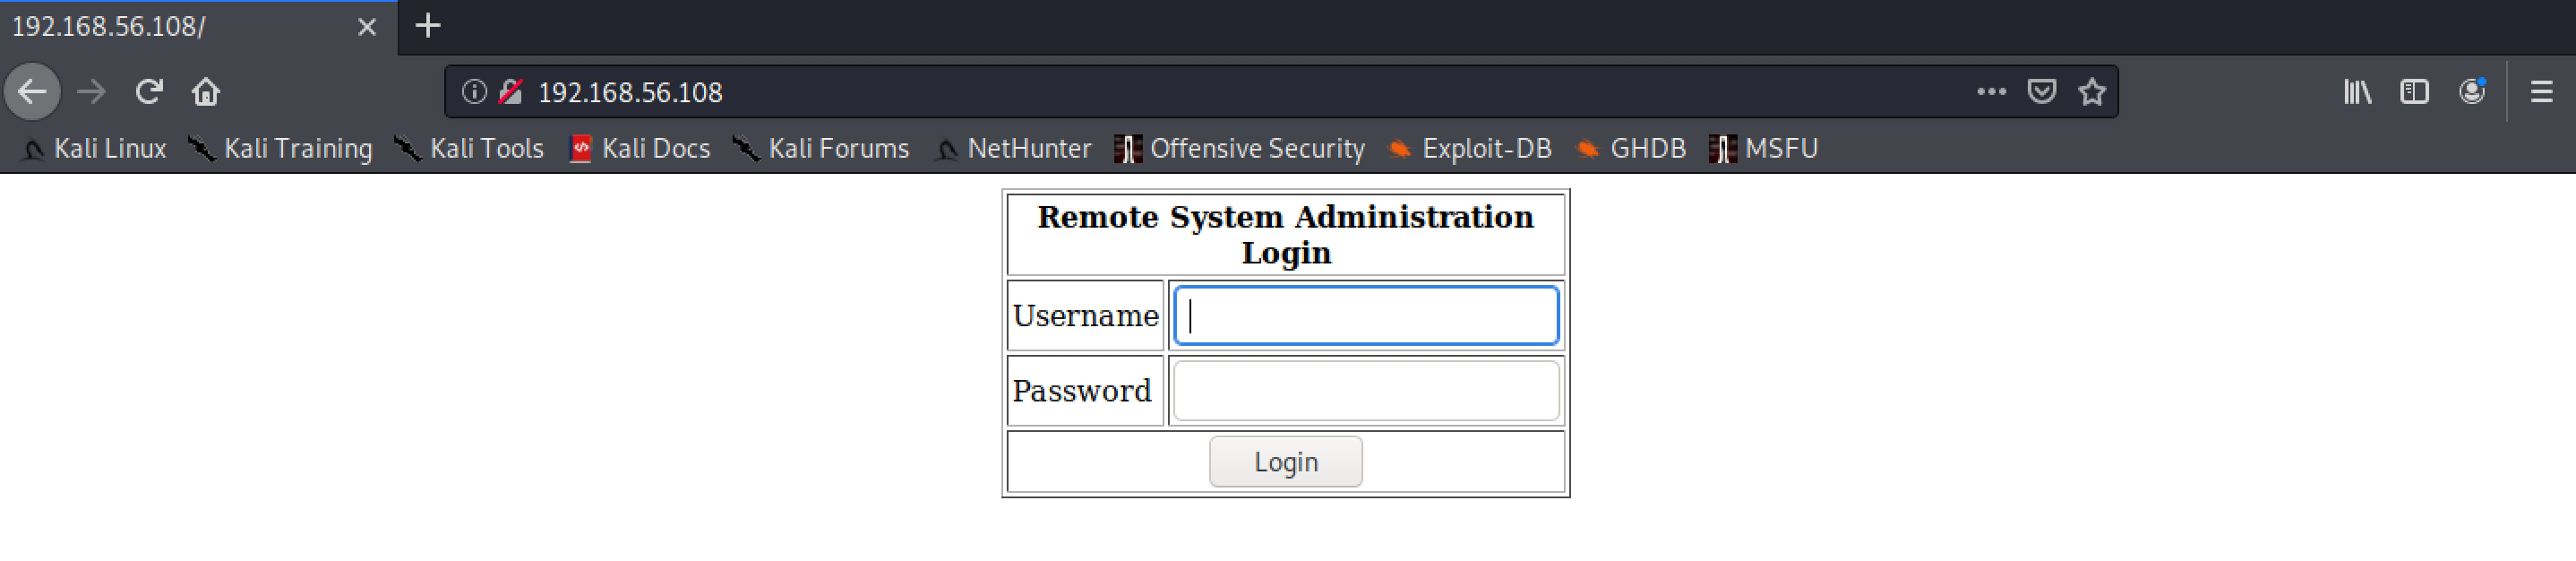 192.168.56.108/
192.168.56.108
Kali Linux Kali Training Kali Tools Kali Docs Kali Forums NetHunter Offensive Security Exploit-DB GHDB MSFU
Remote System Administration
Login
Username
Password
Login